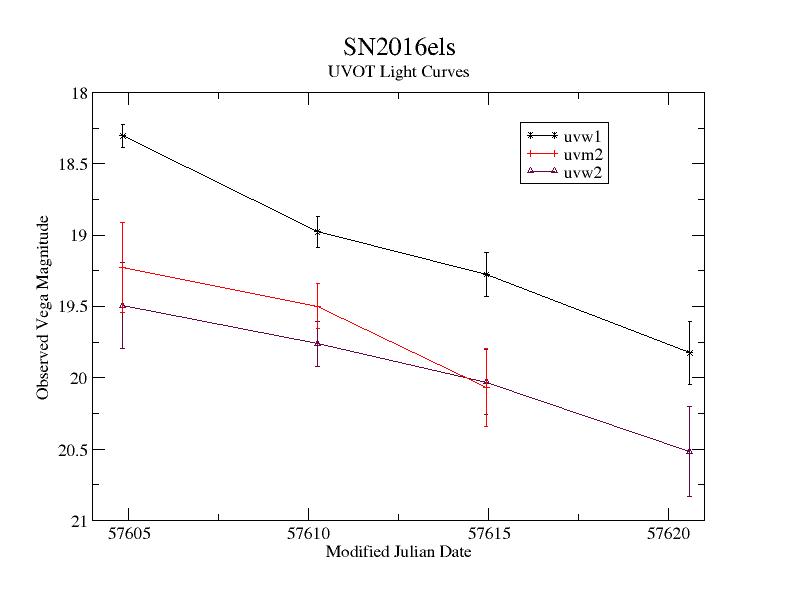 SN2016els
UVOT Light Curves
18
18.5
19
19.5
20
20.5
21
Observed Vega Magnitude
uvw1
uvm2
uvw2
57605
57610
57615
57620
Modified Julian Date